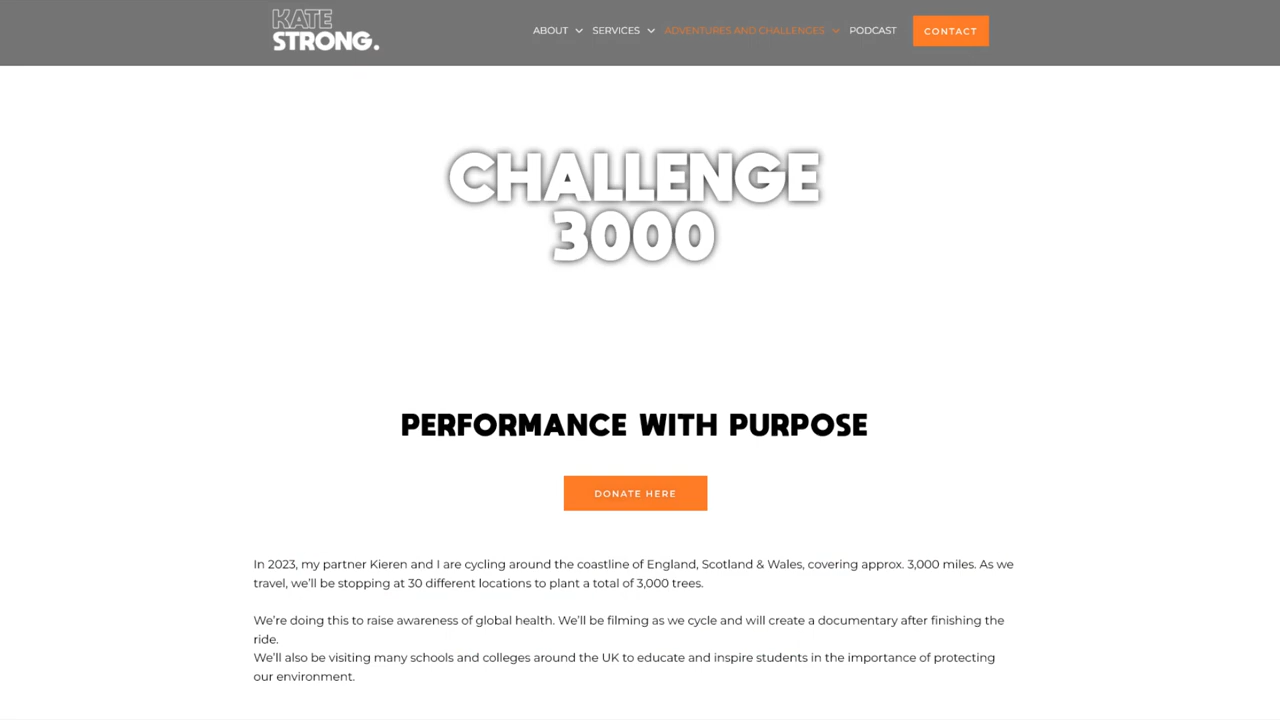 KATE
STRONG.
ABOUT
SERVICES
ADVENTURES AND CHALLENGES
PODCAST
CONTACT
CHALLENGE
3000
PERFORMANCE WITH PURPOSE
DONATE HERE
In 2023, my partner Kieren and I are cycling around the coastline of England, Scotland & Wales, covering approx. 3,000 miles. As we
travel, we’ll be stopping at 30 different locations to plant a total of 3,000 trees.
We’re doing this to raise awareness of global health. We’ll be filming as we cycle and will create a documentary after finishing the
ride.
We’ll also be visiting many schools and colleges around the UK to educate and inspire students in the importance of protecting
our environment.